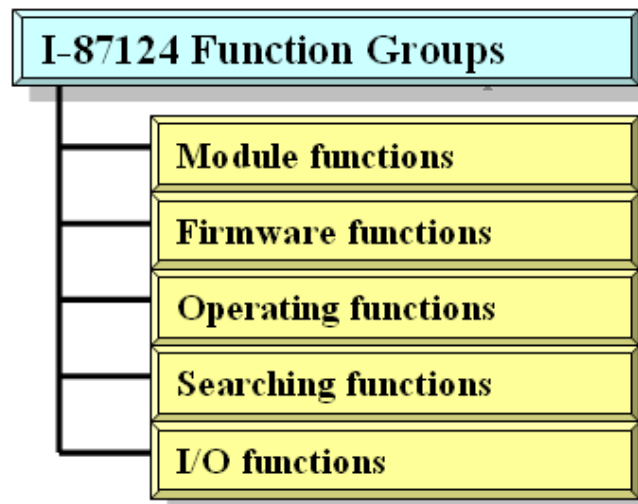 I-87124 Function Groups
Module functions
Firmware functions
Operating functions
Searching functions
I/O functions